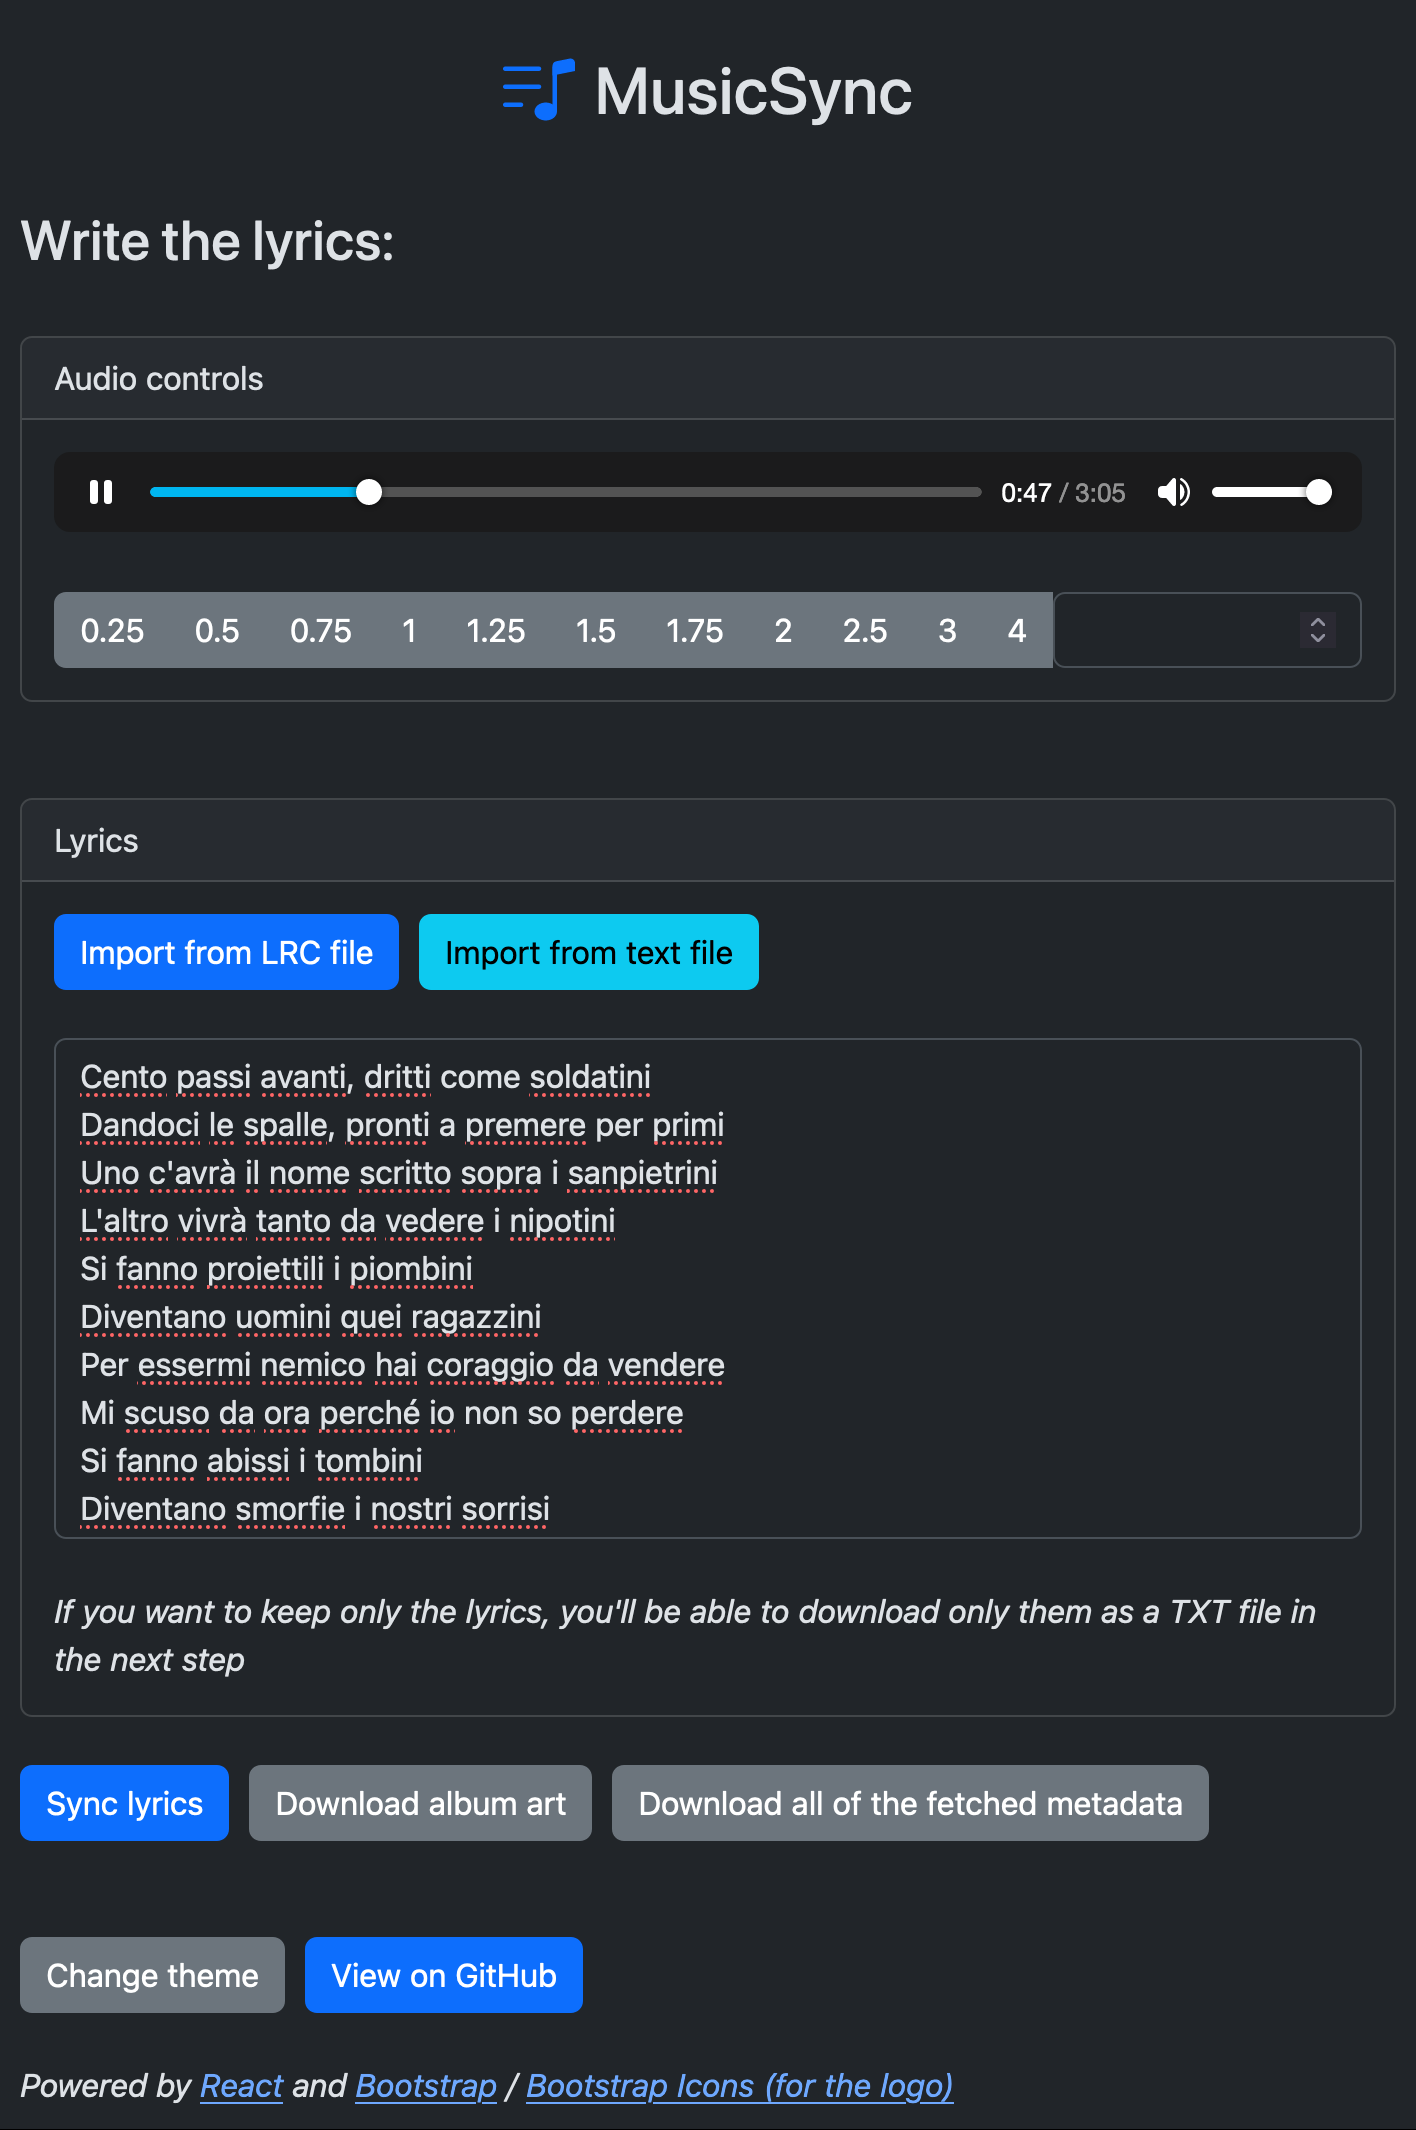 MusicSync
Write the lyrics:
Audio controls
0:47 / 3:05
0.25 0.5 0.75 1 1.25 1.5 1.75 2 2.5 3 4
Lyrics
Import from LRC file Import from text file
Cento passi avanti, dritti come soldatini
Dandoci le spalle, pronti a premere per primi
Uno c'avrà il nome scritto sopra i sanpietrini
L'altro vivrà tanto da vedere i nipotini
Si fanno proiettili i piombini
Diventano uomini quei ragazzini
Per essermi nemico hai coraggio da vendere
Mi scuso da ora perché io non so perdere
Si fanno abissi i tombini
Diventano smorfie i nostri sorrisi
If you want to keep only the lyrics, you'll be able to download only them as a TXT file in
the next step
Sync lyrics Download album art Download all of the fetched metadata
Change theme View on GitHub
Powered by React and Bootstrap / Bootstrap Icons (for the logo)